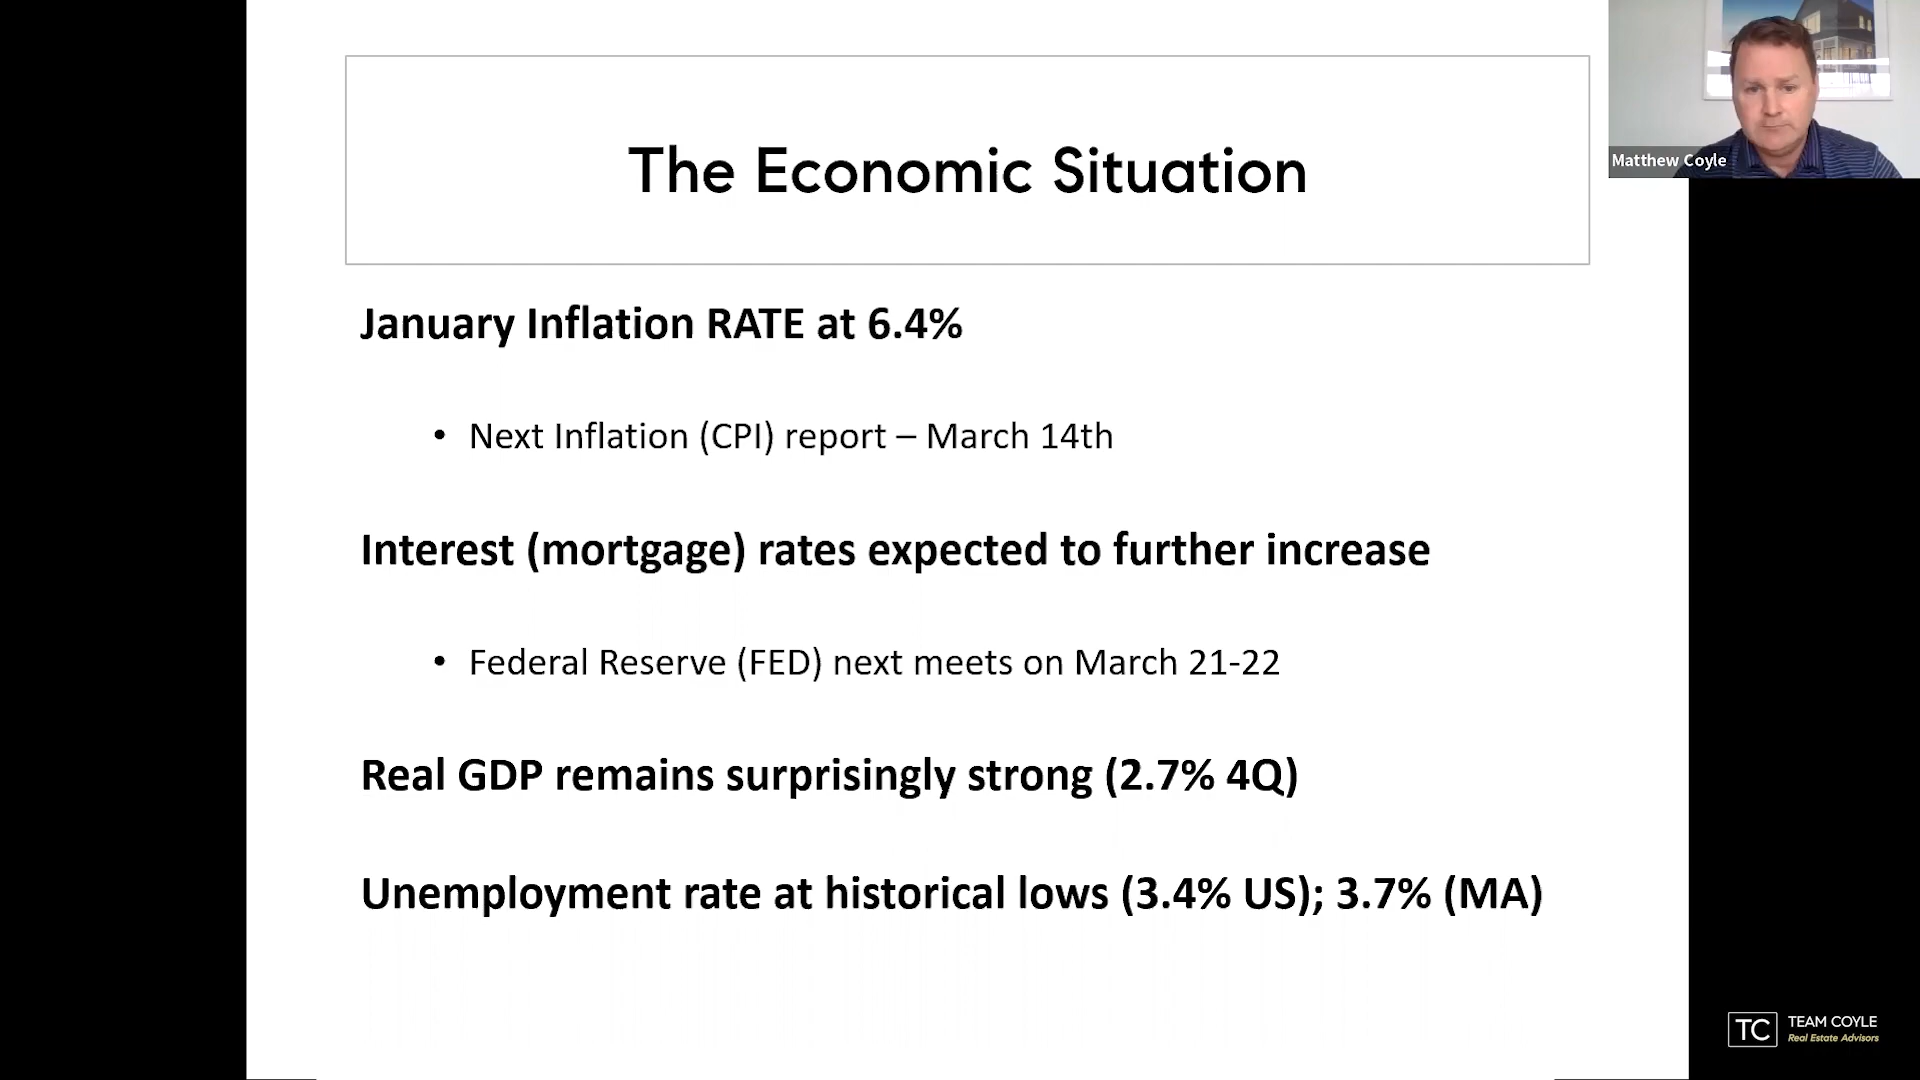 The Economic Situation
Matthew Coyle
January Inflation RATE at 6.4%
• Next Inflation (CPI) report – March 14th
Interest (mortgage) rates expected to further increase
• Federal Reserve (FED) next meets on March 21-22
Real GDP remains surprisingly strong (2.7% 4Q)
Unemployment rate at historical lows (3.4% US); 3.7% (MA)
TC
TEAM COYLE
Real Estate Advisors